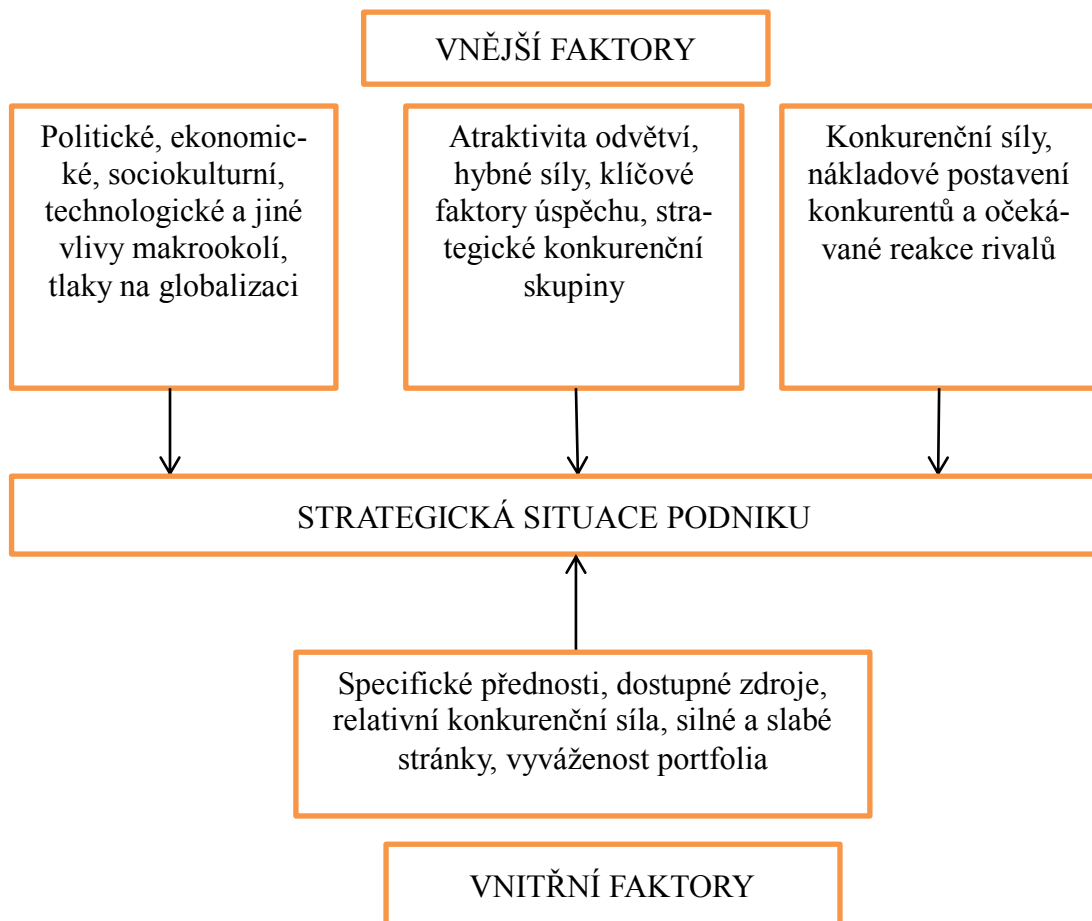 VNĚJŠÍ FAKTORY
Politické, ekonomic-
ké, sociokulturní,
technologické a jiné
vlivy makrookolí,
tlaky na globalizaci
Atraktivita odvětví,
hybné síly, klíčové
faktory úspěchu, stra-
tegické konkurenční
skupiny
Konkurenční síly,
nákladové postavení
konkurentů a očeká-
vané reakce rivalů
STRATEGICKÁ SITUACE PODNIKU
Specifické přednosti, dostupné zdroje,
relativní konkurenční síla, silné a slabé
stránky, vyváženost portfolia
VNITŘNÍ FAKTORY